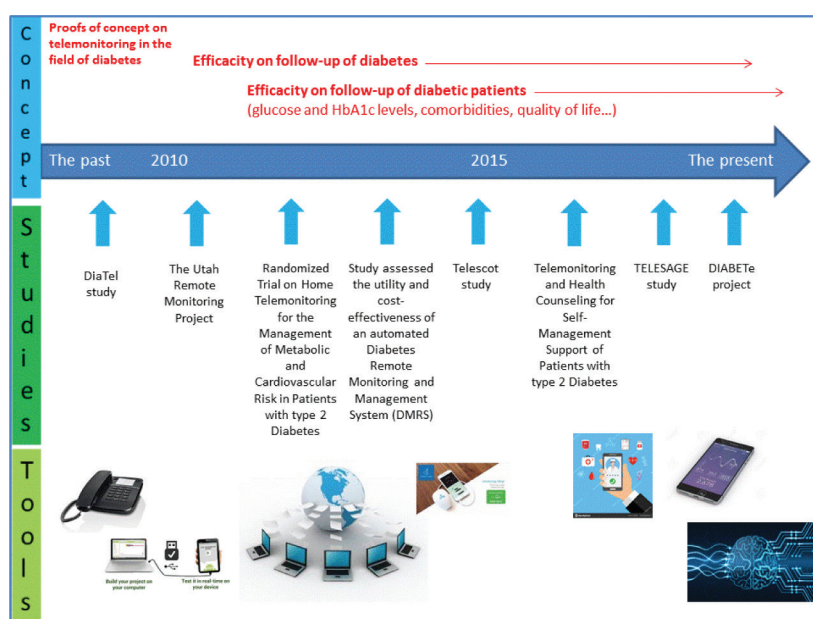 Concept
Proofs of concept on
telemonitoring in the
field of diabetes
Efficacity on follow-up of diabetes
Efficacity on follow-up of diabetic patients
(glucose and HbA1c levels, comorbidities, quality of life…)
The past
2010
2015
The present
Studies
DiaTel
study
The Utah
Remote
Monitoring
Project
Randomized
Trial on Home
Telemonitoring
for the
Management
of Metabolic
and
Cardiovascular
Risk in Patients
with type 2
Diabetes
Study assessed
the utility and
cost-
effectiveness of
an automated
Diabetes
Remote
Monitoring and
Management
System (DMRS)
Telescot
study
Telemonitoring
and Health
Counseling for
Self-
Management
Support of
Patients with
type 2 Diabetes
TELESAGE
study
DIABETe
project
Tools
Build your project on
your computer
Test it in real-time on
your device